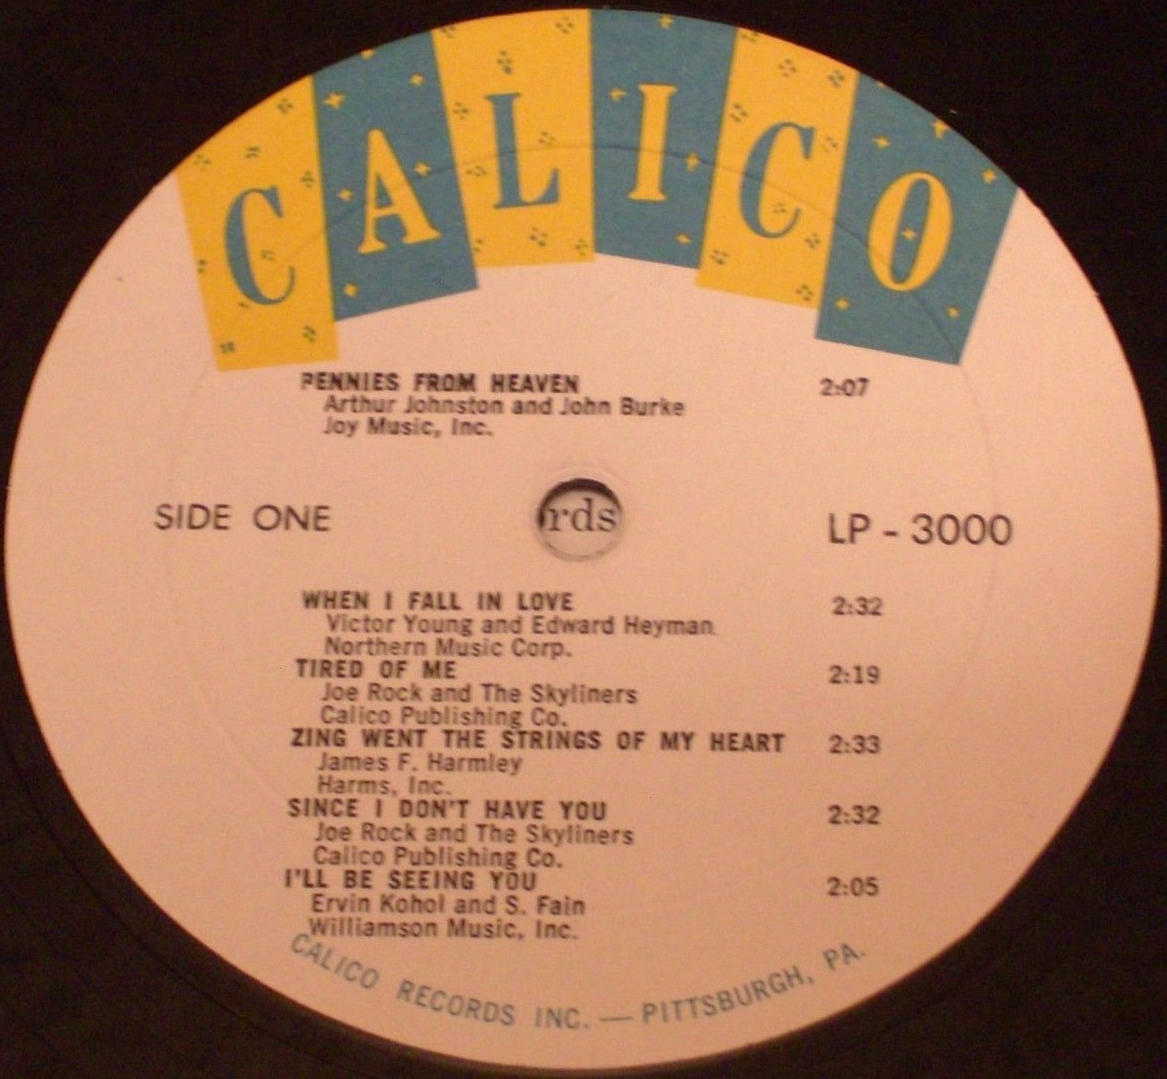 CALICO
PENNIES FROM HEAVEN 2:07
Arthur Johnston and John Burke
Joy Music, Inc.
SIDE ONE rds LP - 3000
WHEN I FALL IN LOVE 2:32
Victor Young and Edward Heyman
Northern Music Corp.
TIRED OF ME 2:19
Joe Rock and The Skyliners
Calico Publishing Co.
ZING WENT THE STRINGS OF MY HEART 2:33
James F. Harmley
Harms, Inc.
SINCE I DON'T HAVE YOU 2:32
Joe Rock and The Skyliners
Calico Publishing Co.
I'LL BE SEEING YOU 2:05
Ervin Kohol and S. Fain
Williamson Music, Inc.
CALICO RECORDS INC. — PITTSBURGH, PA.